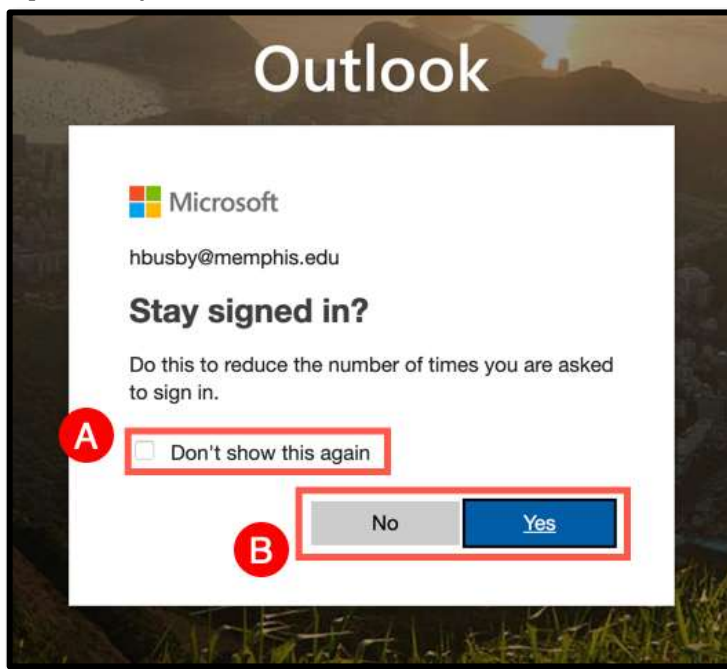 Outlook
Microsoft
hbusby@memphis.edu
Stay signed in?
Do this to reduce the number of times you are asked
to sign in.
A
Don't show this again
No Yes
B